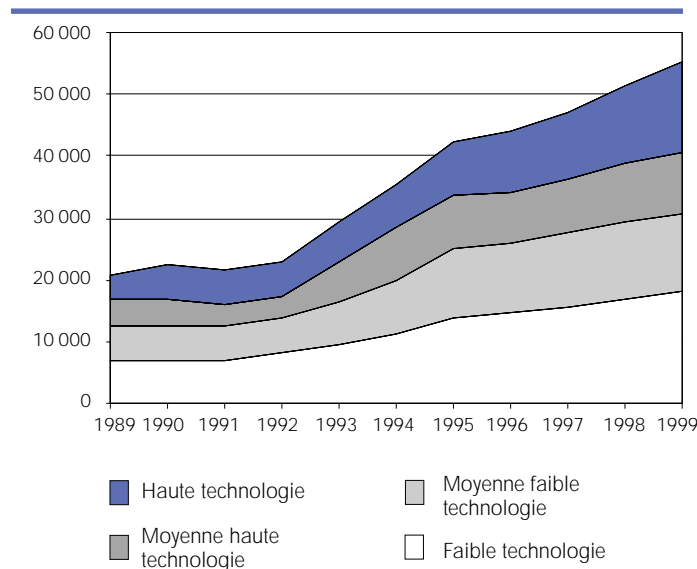 60 000
50 000
40 000
30 000
20 000
10 000
0
1989 1990 1991 1992 1993 1994 1995 1996 1997 1998 1999
Haute technologie
Moyenne haute
technologie
Moyenne faible
technologie
Faible technologie